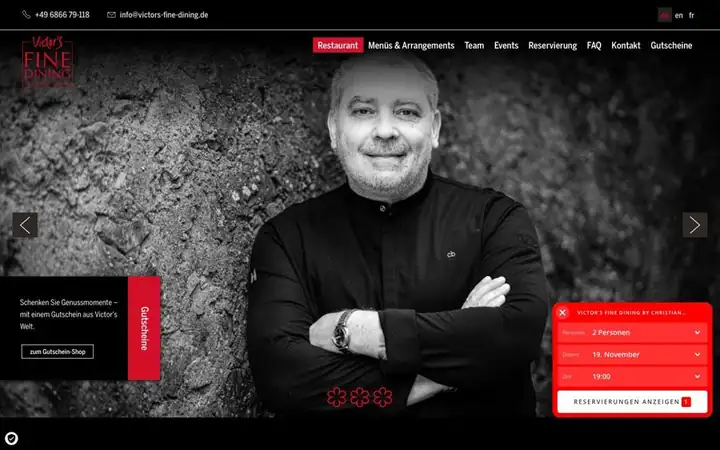 +49 6866 79-118
info@victors-fine-dining.de
de en fr
Victor's
FINE
DINING
Restaurant Menüs & Arrangements Team Events Reservierung FAQ Kontakt Gutscheine
cb
Schenken Sie Genussmomente –
mit einem Gutschein aus Victor's
Welt.
zum Gutschein-Shop
Gutscheine
VICTOR'S FINE DINING BY CHRISTIAN...
Personen 2 Personen
Datum 19. November
Zeit 19:00
RESERVIERUNGEN ANZEIGEN 1